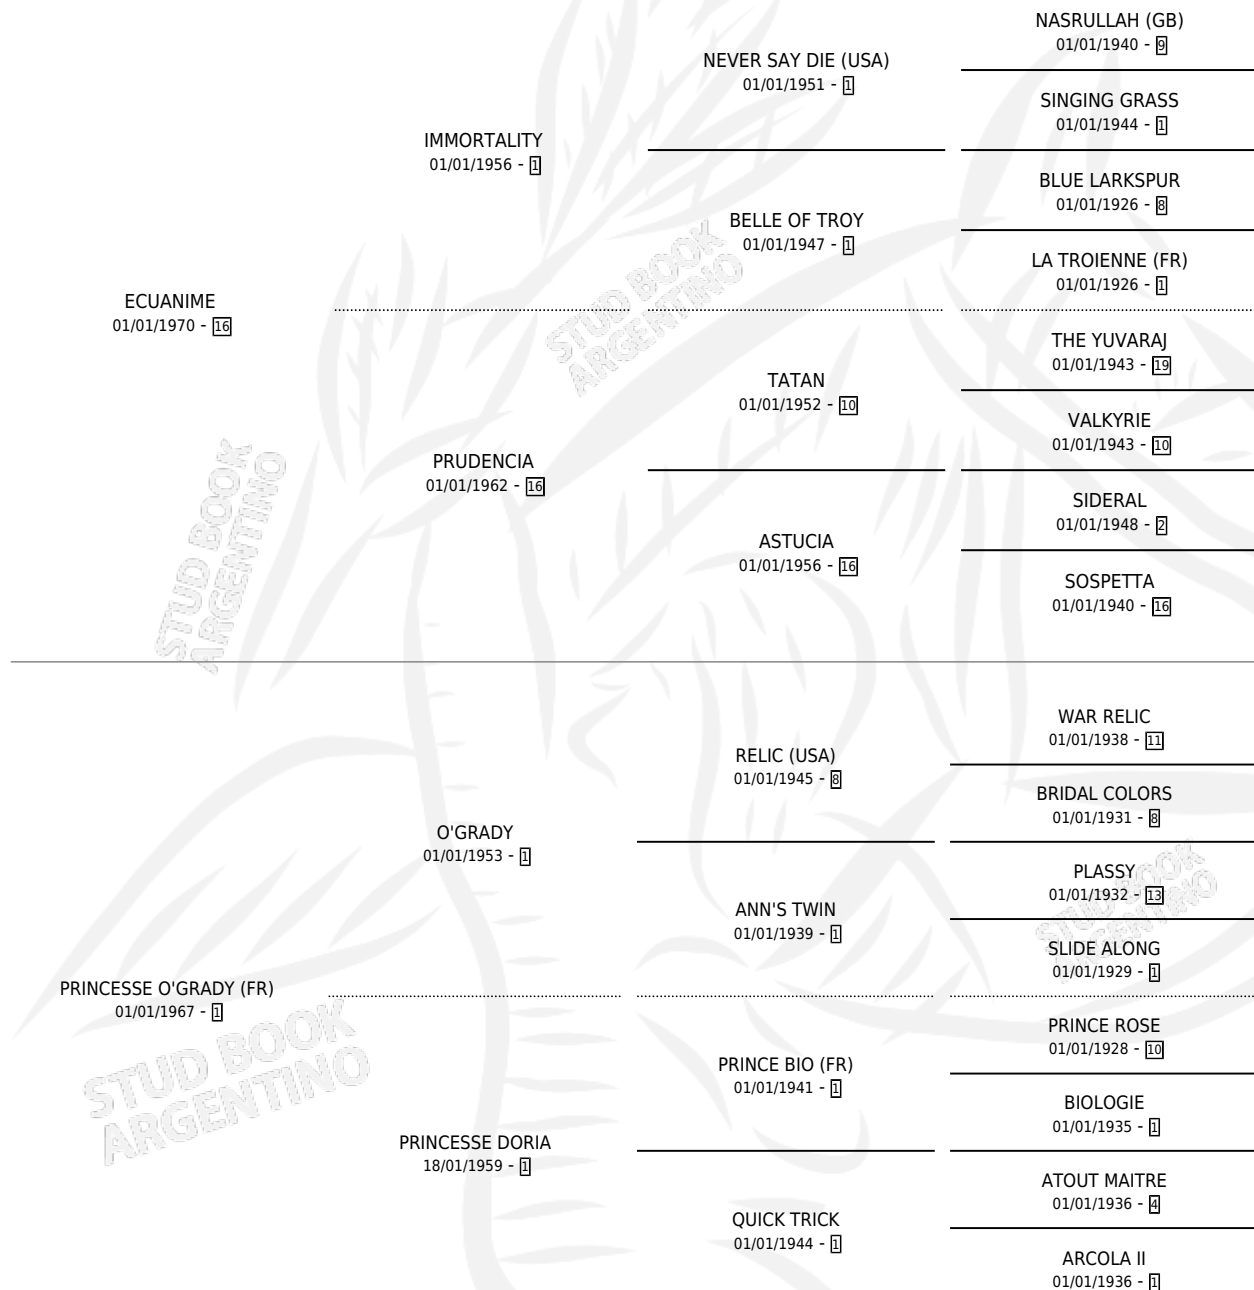 NASRULLAH (GB)
01/01/1940 - 9
NEVER SAY DIE (USA)
01/01/1951 - 1
SINGING GRASS
01/01/1944 - 1
IMMORTALITY
01/01/1956 - 1
BLUE LARKSPUR
01/01/1926 - 8
BELLE OF TROY
01/01/1947 - 1
LA TROIENNE (FR)
01/01/1926 - 1
ECUANIME
01/01/1970 - 16
THE YUVARAJ
01/01/1943 - 19
TATAN
01/01/1952 - 10
VALKYRIE
01/01/1943 - 10
PRUDENCIA
01/01/1962 - 16
SIDERAL
01/01/1948 - 2
ASTUCIA
01/01/1956 - 16
SOSPETTA
01/01/1940 - 16
WAR RELIC
01/01/1938 - 11
RELIC (USA)
01/01/1945 - 8
BRIDAL COLORS
01/01/1931 - 8
O'GRADY
01/01/1953 - 1
PLASSY
01/01/1932 - 13
ANN'S TWIN
01/01/1939 - 1
SLIDE ALONG
01/01/1929 - 1
PRINCESSE O'GRADY (FR)
01/01/1967 - 1
PRINCE ROSE
01/01/1928 - 10
PRINCE BIO (FR)
01/01/1941 - 1
BIOLOGIE
01/01/1935 - 1
PRINCESSE DORIA
18/01/1959 - 1
ATOUT MAITRE
01/01/1936 - 4
QUICK TRICK
01/01/1944 - 1
ARCOLA II
01/01/1936 - 1
STUD BOOK
ARGENTINO
STUD BOOK
ARGENTINO
STUD BOOK
ARGENTINO
STUD BOOK
ARGENTINO